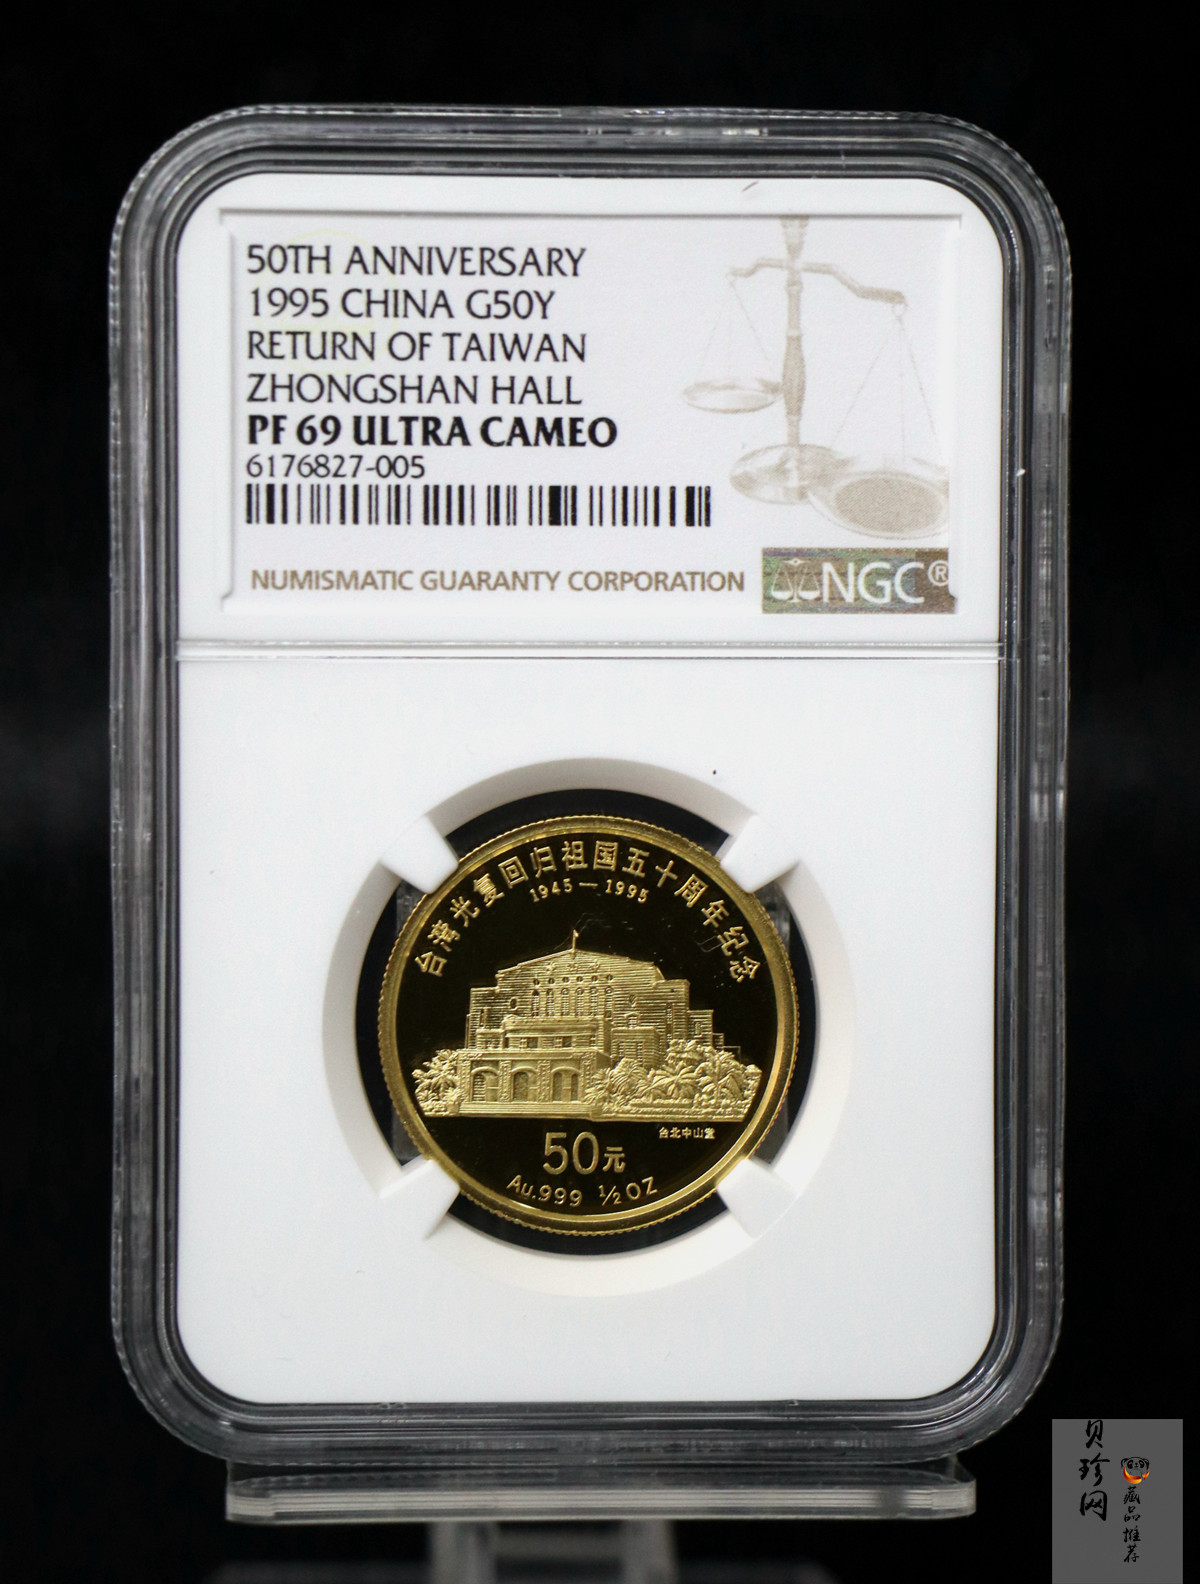 50TH ANNIVERSARY
1995 CHINA G50Y
RETURN OF TAIWAN
ZHONGSHAN HALL
PF 69 ULTRA CAMEO
6176827-005
NUMISMATIC GUARANTY CORPORATION
NGC®
台湾光复回归祖国五十周年纪念
1945—1995
台北中山堂
50元
Au.999 ½OZ
贝珍网
藏品推荐